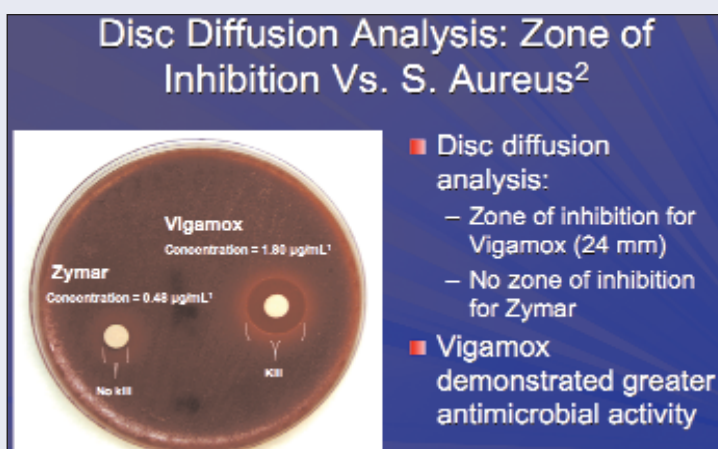 Disc Diffusion Analysis: Zone of
Inhibition Vs. S. Aureus²
Vigamox
Concentration = 1.80 µg/mL¹
Zymar
Concentration = 0.48 µg/mL¹
No kill
Kill
Disc diffusion
analysis:
– Zone of inhibition for
Vigamox (24 mm)
– No zone of inhibition
for Zymar
Vigamox
demonstrated greater
antimicrobial activity